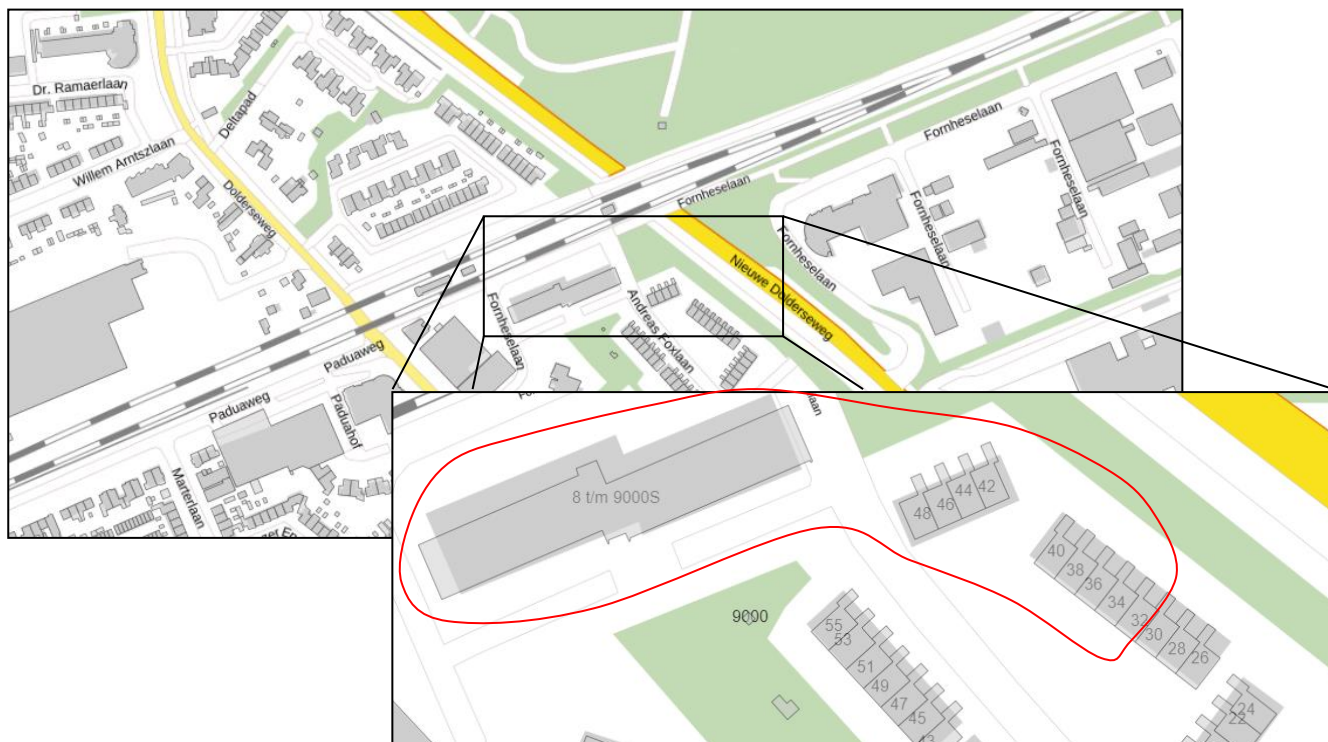 Dr. Ramaerlaan
Deltapad
Willem Arntszlaan
Dolderseweg
Fornheselaan
Fornheselaan
Fornheselaan
Fornheselaan
Fornheselaan
Nieuwe Dolderseweg
Andreas Foxlaan
Fornheselaan
Paduaweg
Paduaweg
Paduahof
Marterlaan
8 t/m 9000S
48
46
44
42
40
38
36
34
32
30
28
26
24
22
9000
55
53
51
49
47
45
43